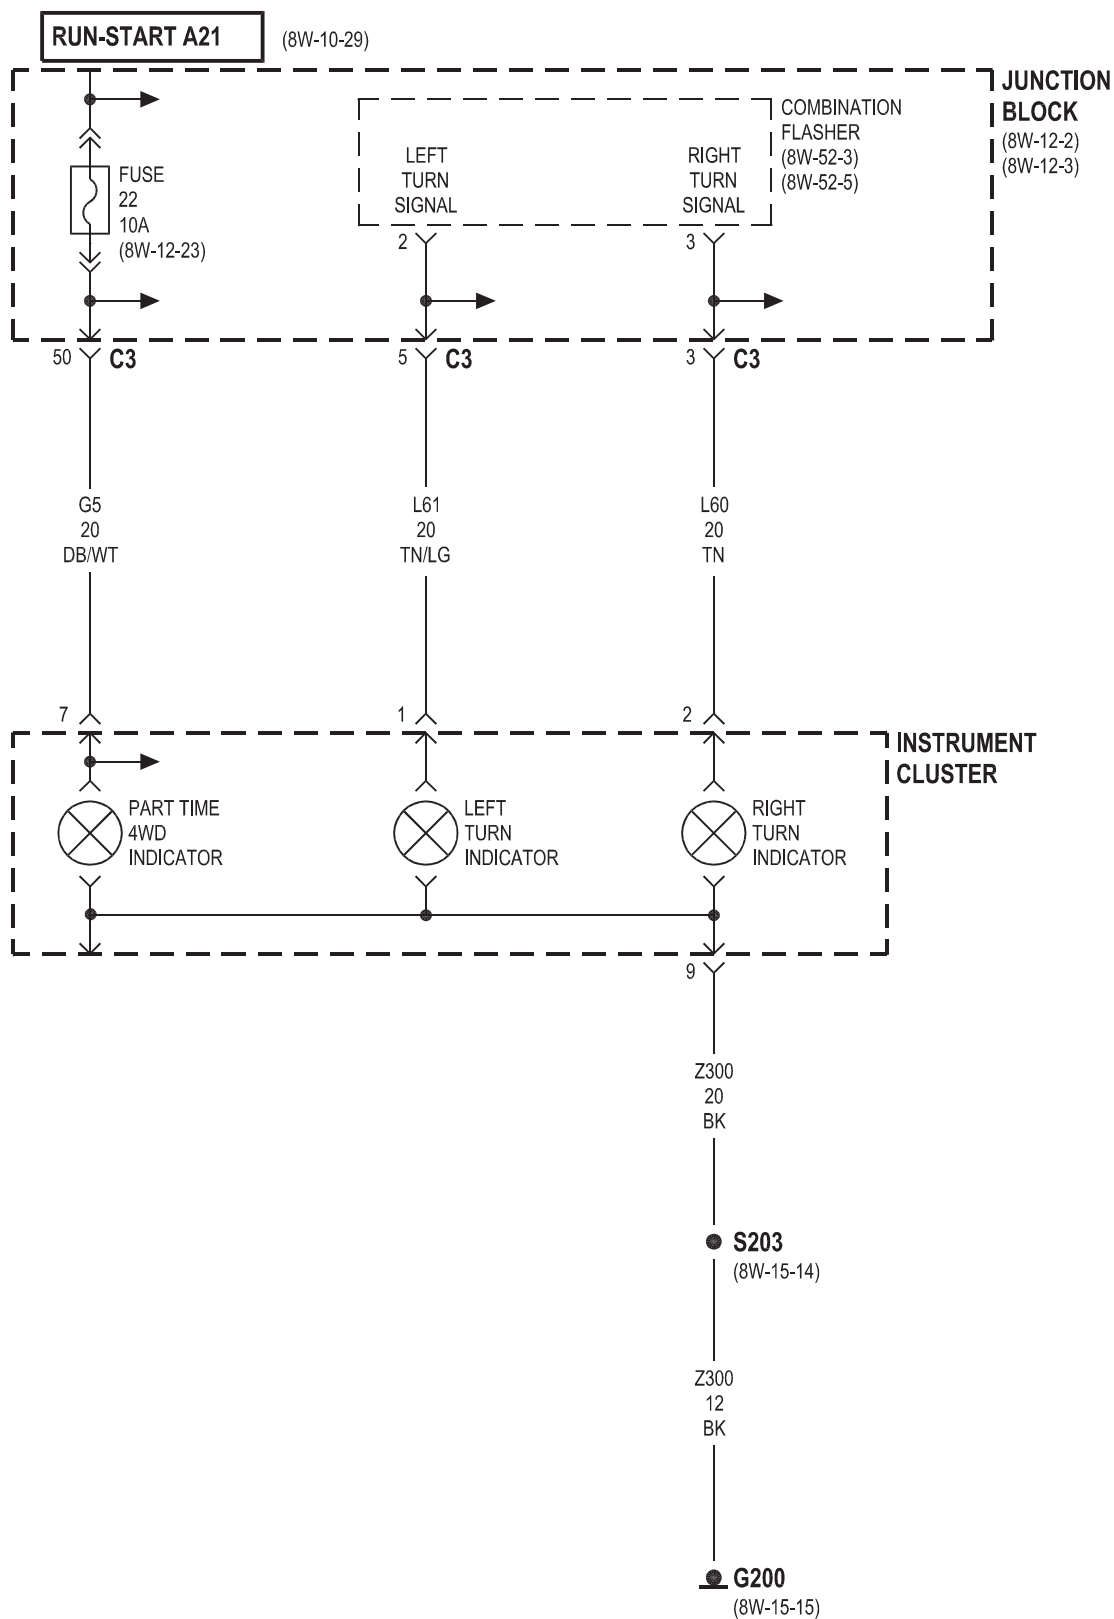 RUN-START A21
(8W-10-29)
JUNCTION
BLOCK
(8W-12-2)
(8W-12-3)
COMBINATION
FLASHER
(8W-52-3)
(8W-52-5)
FUSE
22
10A
(8W-12-23)
LEFT
TURN
SIGNAL
RIGHT
TURN
SIGNAL
2
3
50
C3
5
C3
3
C3
G5
20
DB/WT
L61
20
TN/LG
L60
20
TN
7
1
2
INSTRUMENT
CLUSTER
PART TIME
4WD
INDICATOR
LEFT
TURN
INDICATOR
RIGHT
TURN
INDICATOR
9
Z300
20
BK
S203
(8W-15-14)
Z300
12
BK
G200
(8W-15-15)